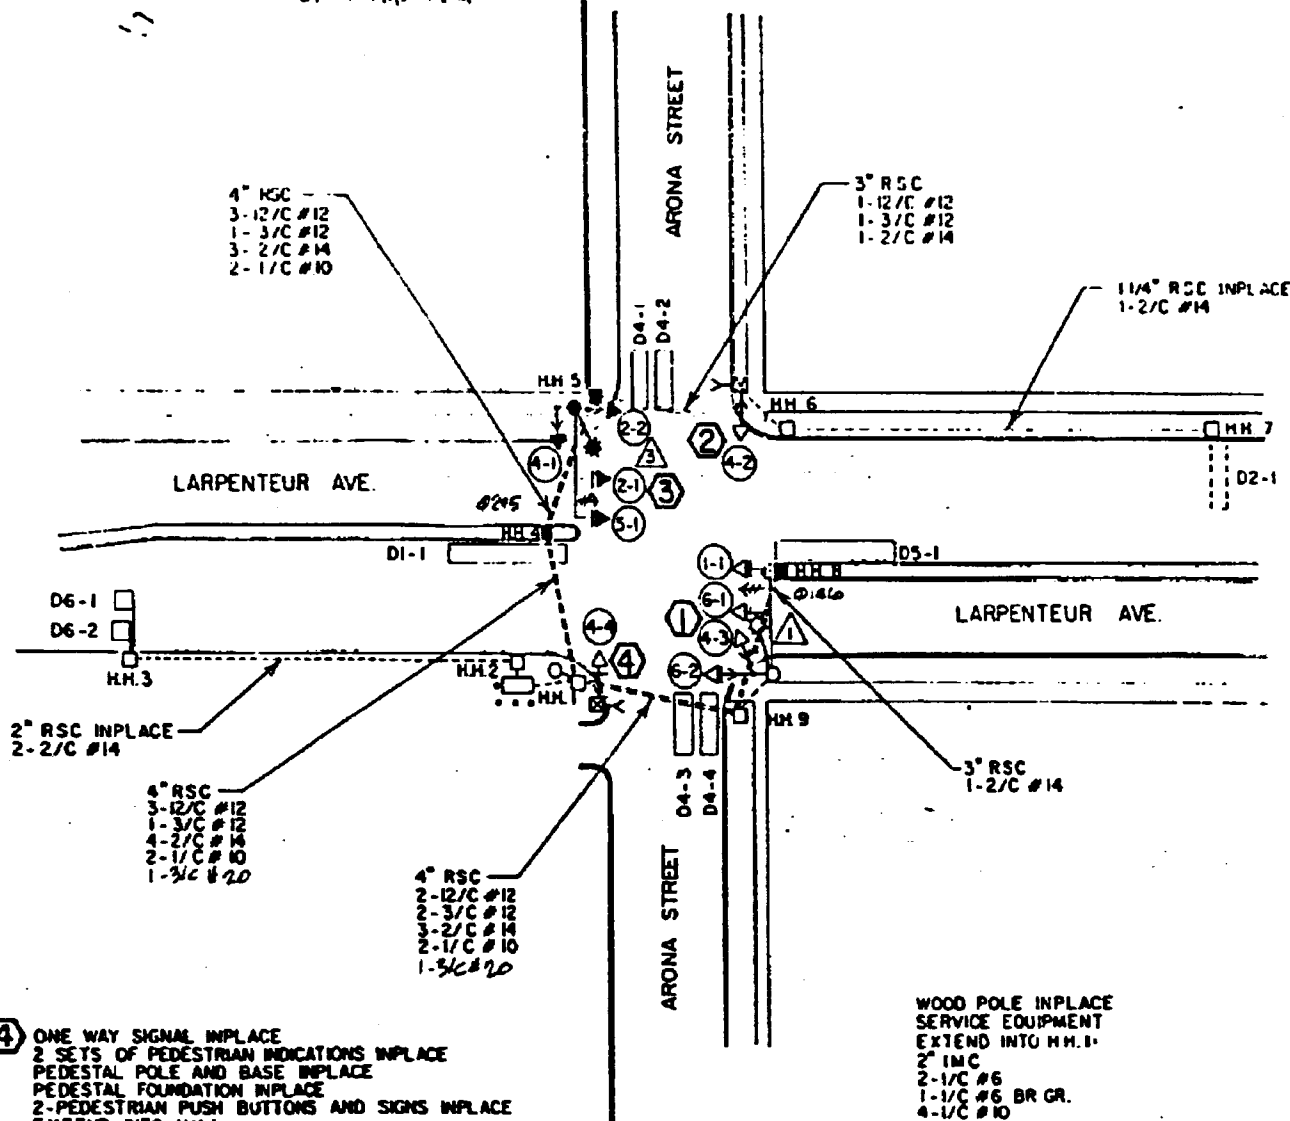 ARONA STREET
4" RSC
3-12/C #12
1-3/C #12
3-2/C #14
2-1/C #10
3" RSC
1-12/C #12
1-3/C #12
1-2/C #14
1 1/4" RSC INPLACE
1-2/C #14
D4-1
D4-2
H.H. 5
H.H. 6
H.H. 7
2-2
3
2
4-2
4-1
D2-1
LARPENTEUR AVE.
2-1
3
5-1
H.H. 4
D1-1
D5-1
1-1
H.H. 8
D6-1
6-1
LARPENTEUR AVE.
D6-2
4-4
1
4-3
1
4
6-2
H.H.3
H.H.2
H.H.
H.H. 9
2" RSC INPLACE
2-2/C #14
3" RSC
1-2/C #14
D4-3
D4-4
4" RSC
3-12/C #12
1-3/C #12
4-2/C #14
2-1/C #10
1-3/C #20
4" RSC
2-12/C #12
2-3/C #12
3-2/C #14
2-1/C #10
1-3/C #20
ARONA STREET
4 ONE WAY SIGNAL INPLACE
2 SETS OF PEDESTRIAN INDICATIONS INPLACE
PEDESTAL POLE AND BASE INPLACE
PEDESTAL FOUNDATION INPLACE
2-PEDESTRIAN PUSH BUTTONS AND SIGNS INPLACE
WOOD POLE INPLACE
SERVICE EQUIPMENT
EXTEND INTO H.H.1:
2" IMC
2-1/C #6
1-1/C #6 BR GR.
4-1/C #10